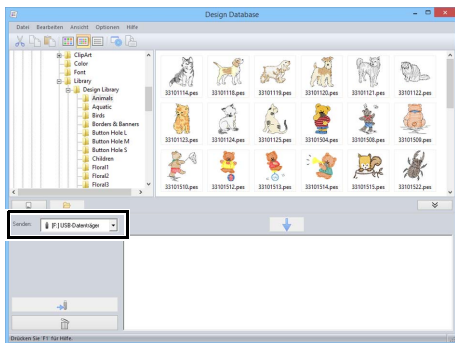 Design Database
Datei Bearbeiten Ansicht Optionen Hilfe
ClipArt
Color
Font
Library
Design Library
Animals
Aquatic
Birds
Borders & Banners
Button Hole L
Button Hole M
Button Hole S
Children
Floral1
Floral2
Floral3
33101114.pes 33101118.pes 33101119.pes 33101120.pes 33101121.pes 33101122.pes
33101123.pes 33101124.pes 33101125.pes 33101504.pes 33101508.pes 33101509.pes
33101510.pes 33101512.pes 33101513.pes 33101514.pes 33101515.pes 33101522.pes
Senden: [F:] USB-Datenträger
Drücken Sie F1 für Hilfe.